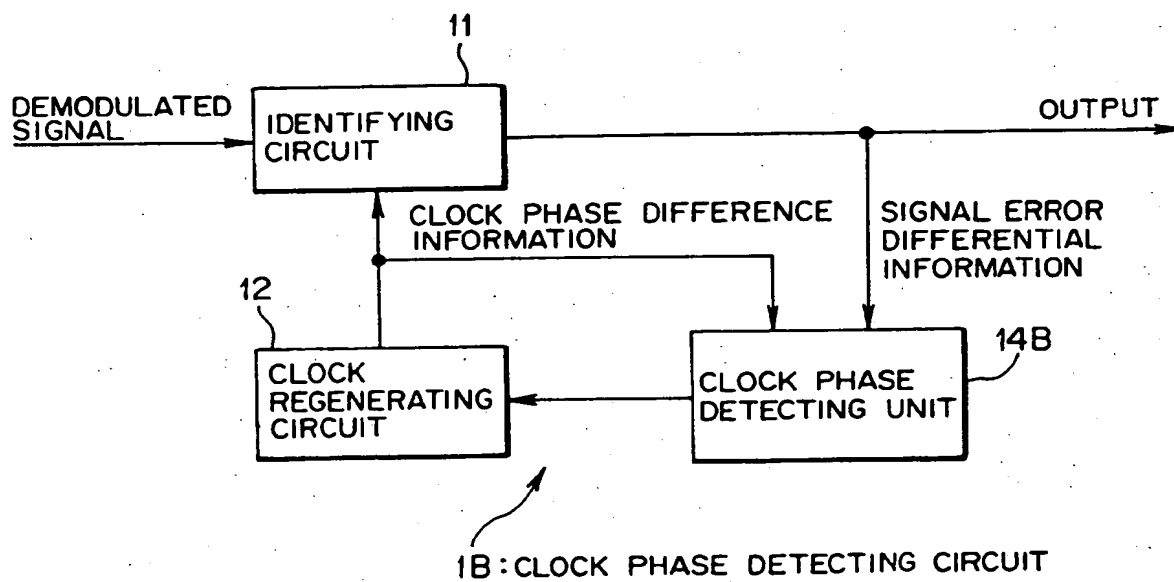 11
DEMODULATED
SIGNAL
IDENTIFYING
CIRCUIT
OUTPUT
CLOCK PHASE DIFFERENCE
INFORMATION
SIGNAL ERROR
DIFFERENTIAL
INFORMATION
12
CLOCK
REGENERATING
CIRCUIT
CLOCK PHASE
DETECTING UNIT
14B
1B:CLOCK PHASE DETECTING CIRCUIT